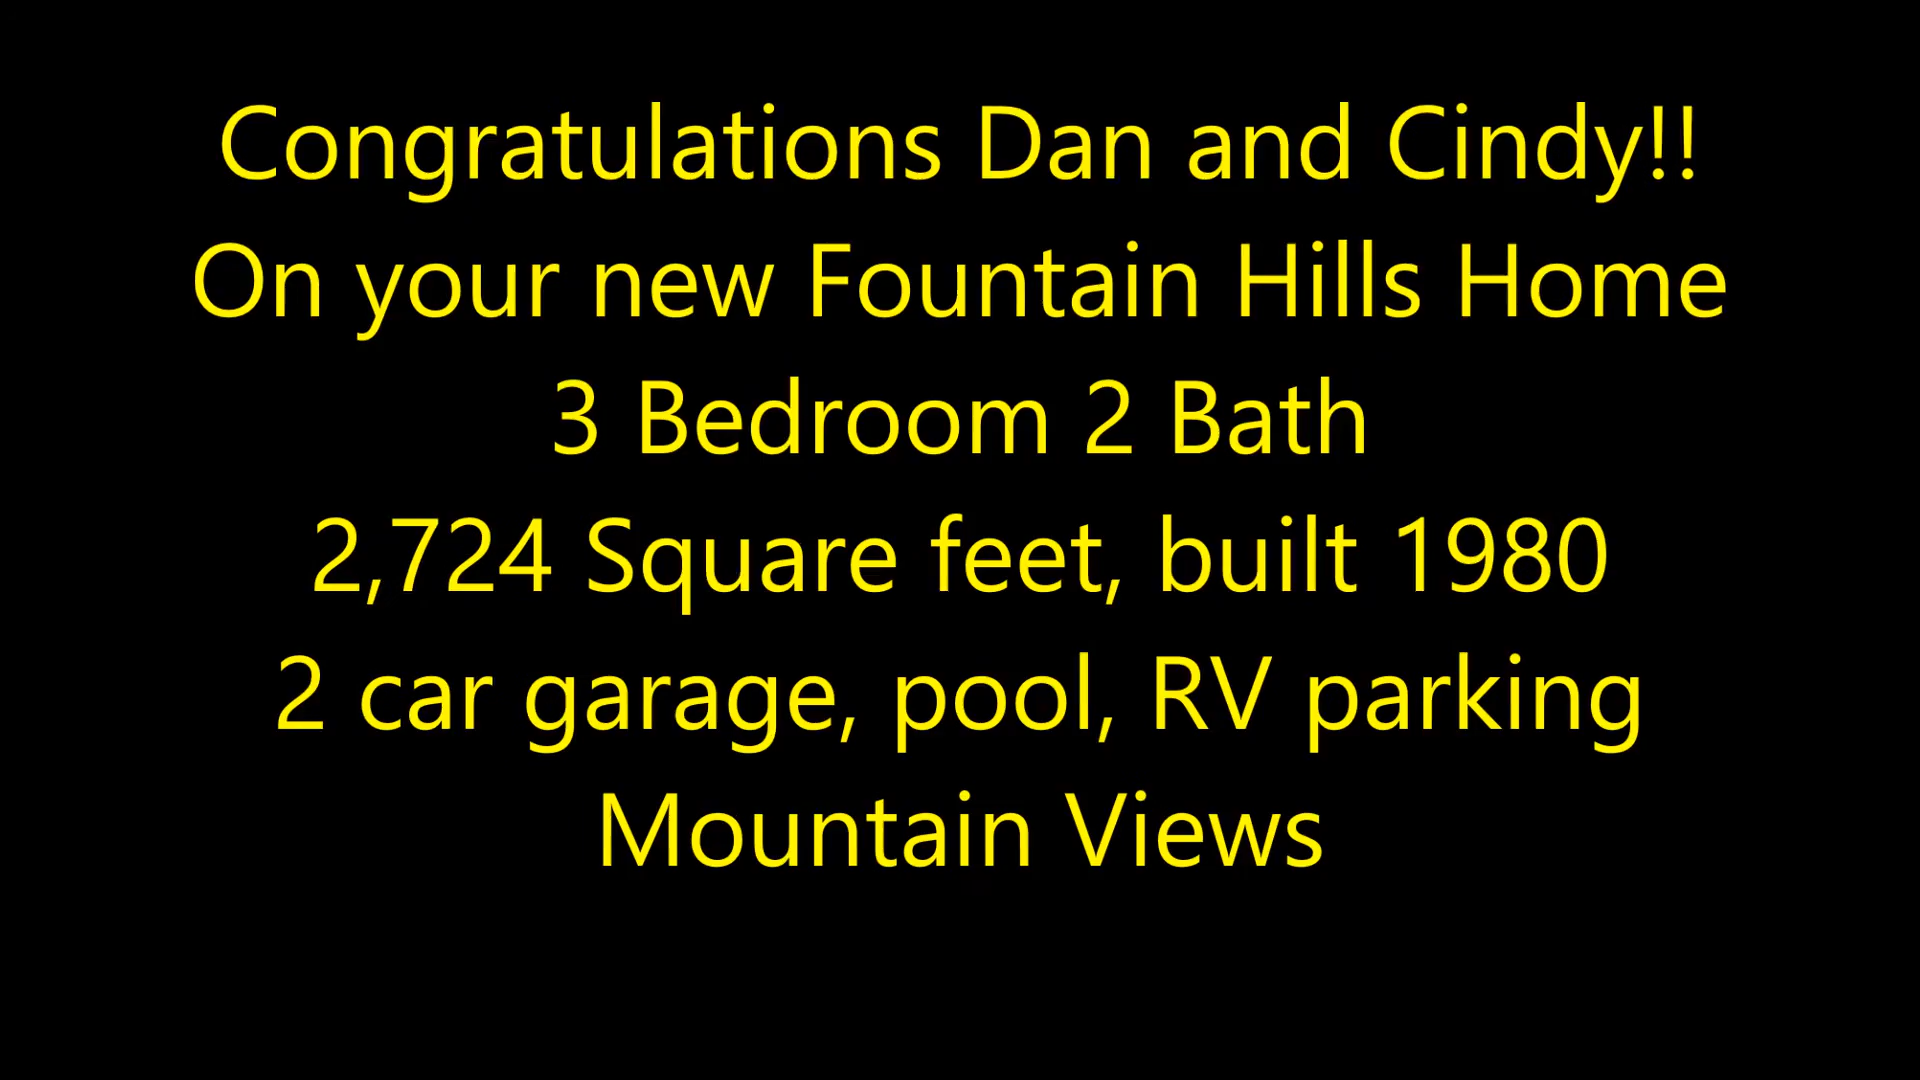 Congratulations Dan and Cindy!!
On your new Fountain Hills Home
3 Bedroom 2 Bath
2,724 Square feet, built 1980
2 car garage, pool, RV parking
Mountain Views